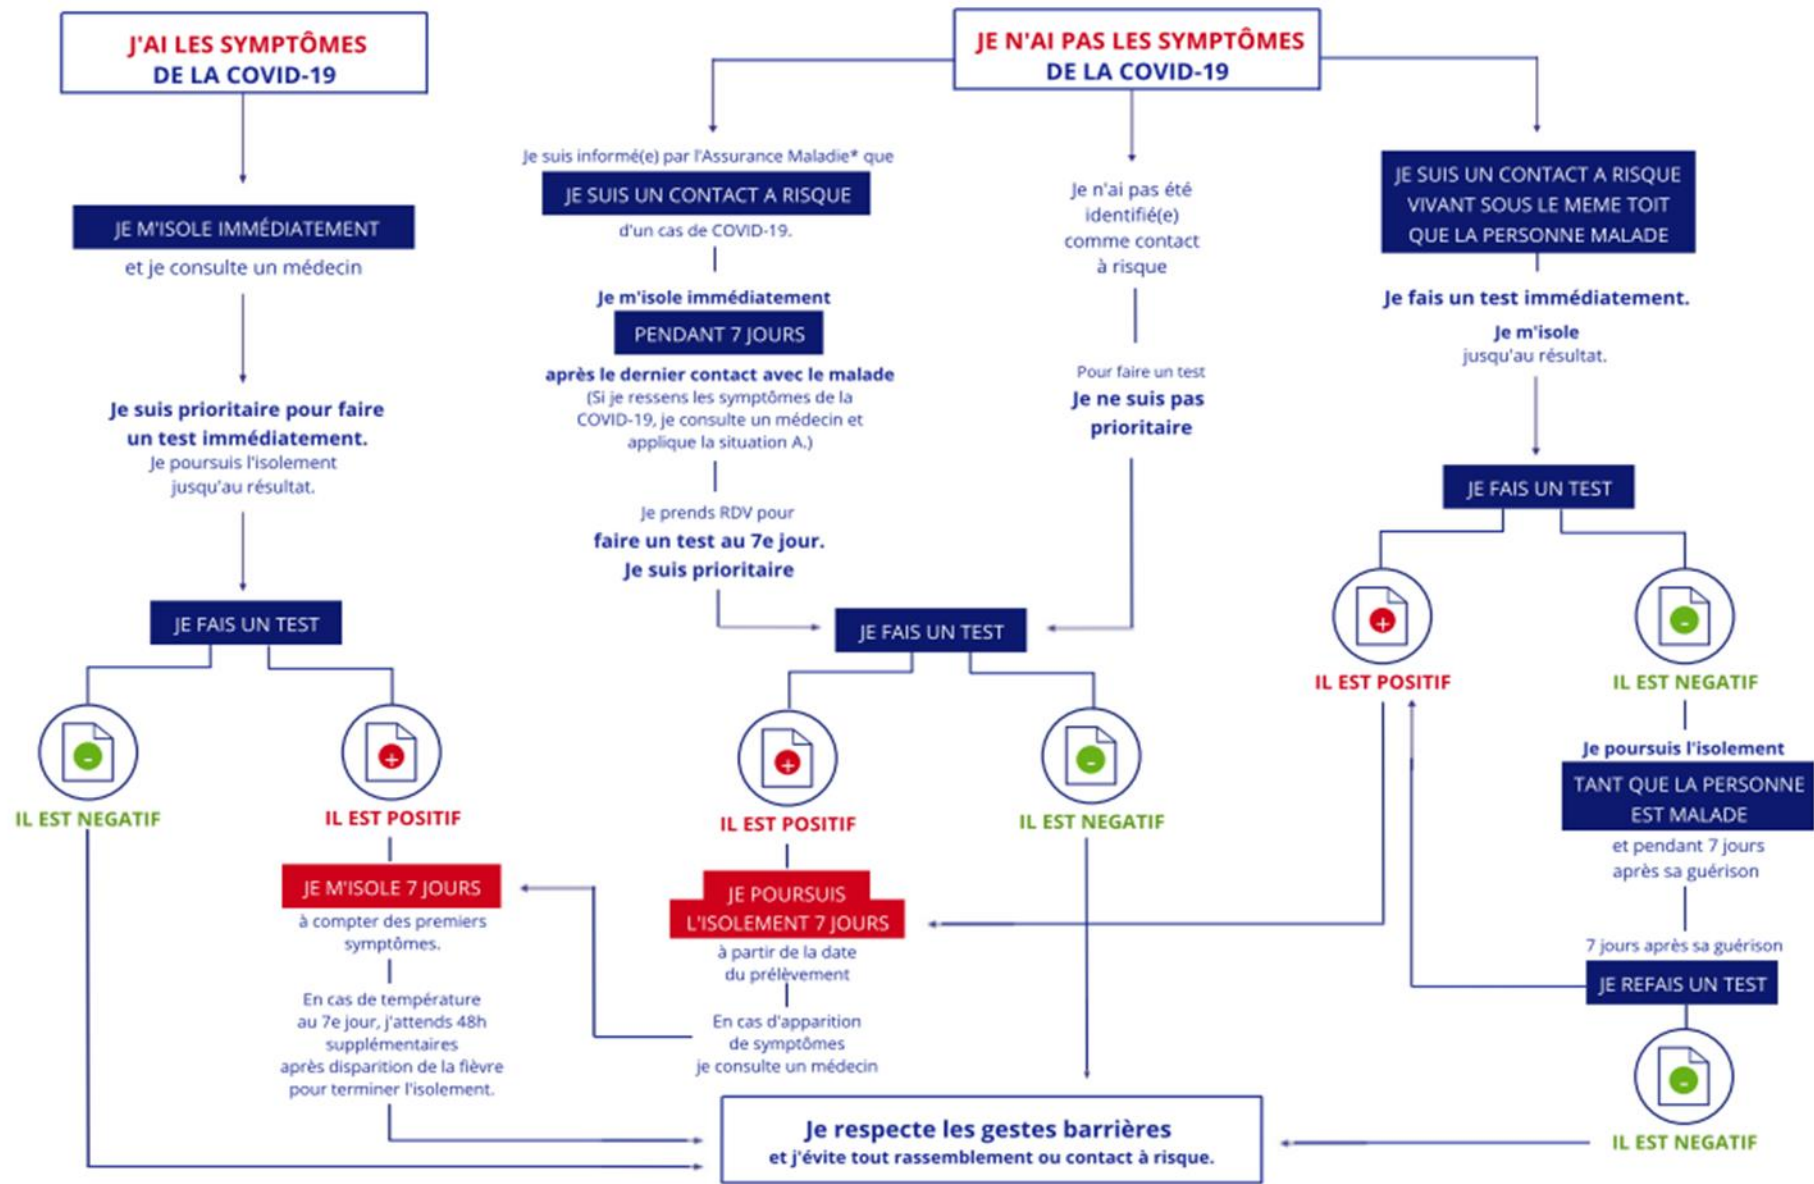 J'AI LES SYMPTÔMES
DE LA COVID-19
JE M'ISOLE IMMÉDIATEMENT
et je consulte un médecin
Je suis prioritaire pour faire
un test immédiatement.
Je poursuis l'isolement
jusqu'au résultat.
JE FAIS UN TEST
-
IL EST NEGATIF
+
IL EST POSITIF
JE M'ISOLE 7 JOURS
à compter des premiers
symptômes.
En cas de température
au 7e jour, j'attends 48h
supplémentaires
après disparition de la fièvre
pour terminer l'isolement.
JE N'AI PAS LES SYMPTÔMES
DE LA COVID-19
Je suis informé(e) par l'Assurance Maladie* que
JE SUIS UN CONTACT A RISQUE
d'un cas de COVID-19.
Je m'isole immédiatement
PENDANT 7 JOURS
après le dernier contact avec le malade
(Si je ressens les symptômes de la
COVID-19, je consulte un médecin et
applique la situation A.)
Je prends RDV pour
faire un test au 7e jour.
Je suis prioritaire
Je n'ai pas été
identifié(e)
comme contact
à risque
Pour faire un test
Je ne suis pas
prioritaire
JE FAIS UN TEST
+
IL EST POSITIF
-
IL EST NEGATIF
JE POURSUIS
L'ISOLEMENT 7 JOURS
à partir de la date
du prélèvement
En cas d'apparition
de symptômes
je consulte un médecin
JE SUIS UN CONTACT A RISQUE
VIVANT SOUS LE MEME TOIT
QUE LA PERSONNE MALADE
Je fais un test immédiatement.
Je m'isole
jusqu'au résultat.
JE FAIS UN TEST
+
IL EST POSITIF
-
IL EST NEGATIF
Je poursuis l'isolement
TANT QUE LA PERSONNE
EST MALADE
et pendant 7 jours
après sa guérison
7 jours après sa guérison
JE REFAIS UN TEST
-
IL EST NEGATIF
Je respecte les gestes barrières
et j'évite tout rassemblement ou contact à risque.